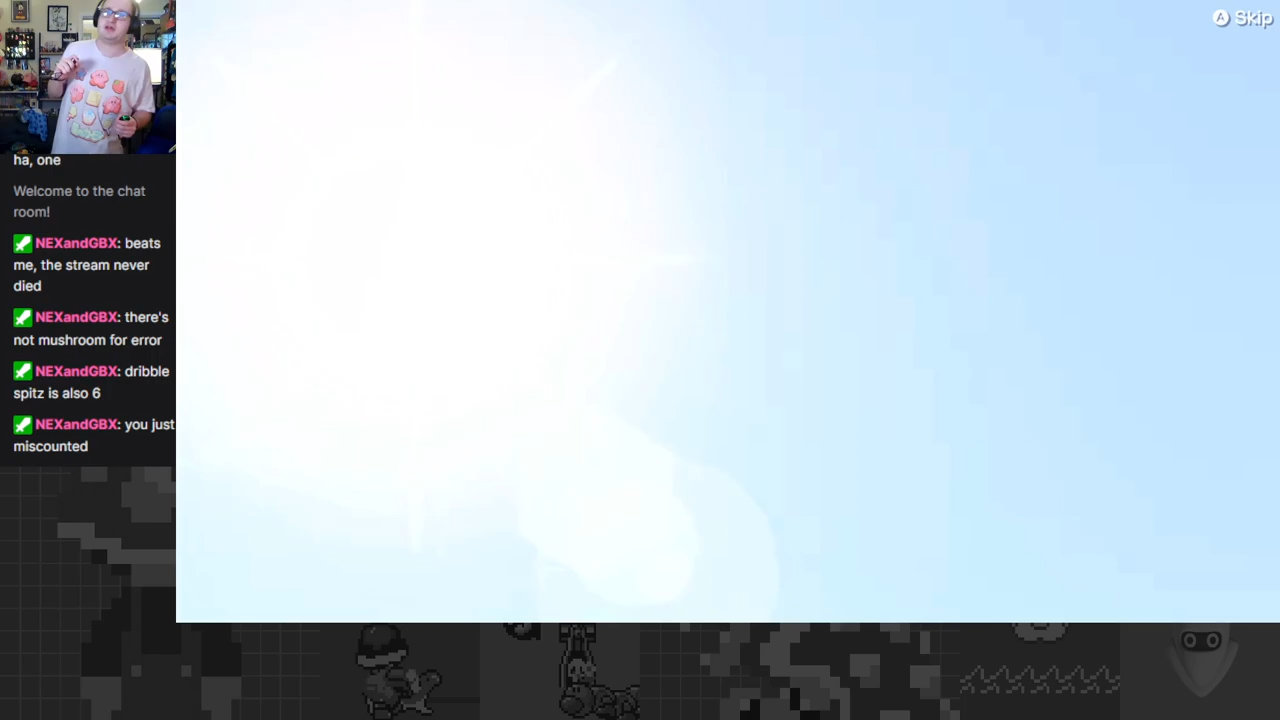 A Skip
ha, one
Welcome to the chat
room!
NEXandGBX: beats
me, the stream never
died
NEXandGBX: there's
not mushroom for error
NEXandGBX: dribble
spitz is also 6
NEXandGBX: you just
miscounted